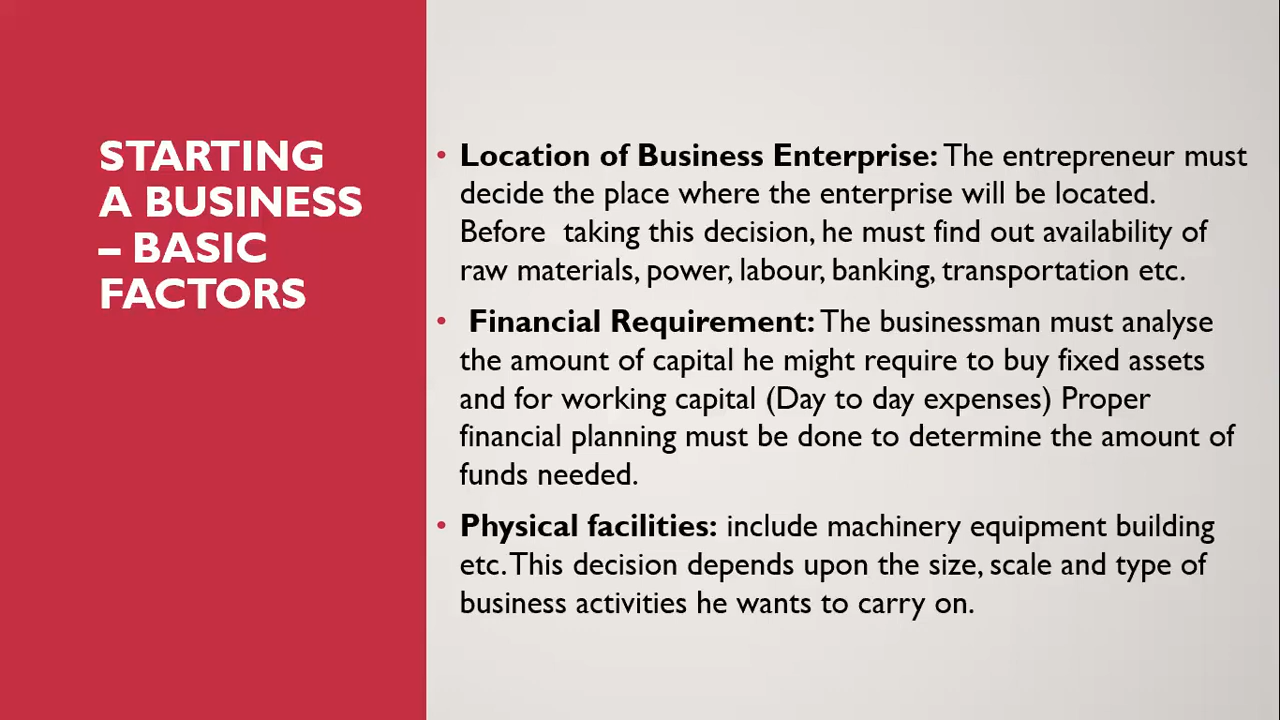 STARTING
A BUSINESS
– BASIC
FACTORS
• Location of Business Enterprise: The entrepreneur must
decide the place where the enterprise will be located.
Before  taking this decision, he must find out availability of
raw materials, power, labour, banking, transportation etc.
• Financial Requirement: The businessman must analyse
the amount of capital he might require to buy fixed assets
and for working capital (Day to day expenses) Proper
financial planning must be done to determine the amount of
funds needed.
• Physical facilities: include machinery equipment building
etc. This decision depends upon the size, scale and type of
business activities he wants to carry on.